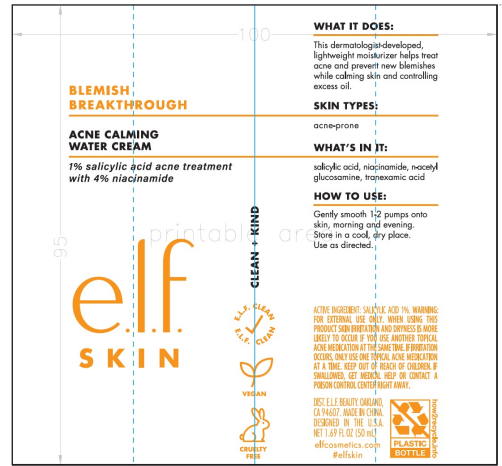 100
95
printable are
BLEMISH
BREAKTHROUGH
ACNE CALMING
WATER CREAM
1% salicylic acid acne treatment
with 4% niacinamide
e.l.f.
SKIN
CLEAN + KIND
E.L.F. CLEAN
E.L.F. CLEAN
VEGAN
CRUELTY
FREE
WHAT IT DOES:
This dermatologist-developed,
lightweight moisturizer helps treat
acne and prevent new blemishes
while calming skin and controlling
excess oil.
SKIN TYPES:
acne-prone
WHAT'S IN IT:
salicylic acid, niacinamide, n-acetyl
glucosamine, tranexamic acid
HOW TO USE:
Gently smooth 1-2 pumps onto
skin, morning and evening.
Store in a cool, dry place.
Use as directed.
ACTIVE INGREDIENT: SALICYLIC ACID 1%. WARNING:
FOR EXTERNAL USE ONLY. WHEN USING THIS
PRODUCT SKIN IRRITATION AND DRYNESS IS MORE
LIKELY TO OCCUR IF YOU USE ANOTHER TOPICAL
ACNE MEDICATION AT THE SAME TIME. IF IRRITATION
OCCURS, ONLY USE ONE TOPICAL ACNE MEDICATION
AT A TIME. KEEP OUT OF REACH OF CHILDREN. IF
SWALLOWED, GET MEDICAL HELP OR CONTACT A
POISON CONTROL CENTER RIGHT AWAY.
DIST. E.L.F. BEAUTY, OAKLAND,
CA 94607. MADE IN CHINA.
DESIGNED IN THE U.S.A.
NET 1.69 FL OZ (50 mL)
elfcosmetics.com
#elfskin
PLASTIC
BOTTLE
how2recycle.info